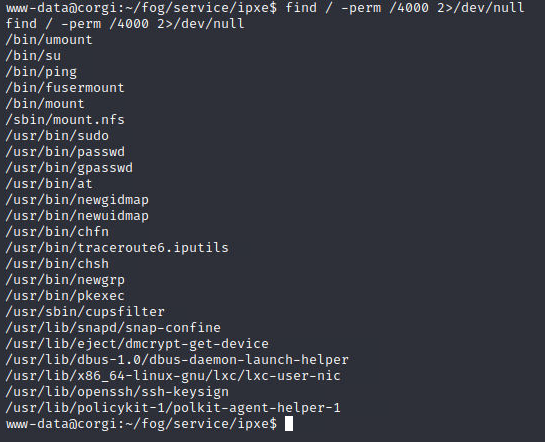 www-data@corgi:~/fog/service/ipxe$ find / -perm /4000 2>/dev/null
find / -perm /4000 2>/dev/null
/bin/umount
/bin/su
/bin/ping
/bin/fusermount
/bin/mount
/sbin/mount.nfs
/usr/bin/sudo
/usr/bin/passwd
/usr/bin/gpasswd
/usr/bin/at
/usr/bin/newgidmap
/usr/bin/newuidmap
/usr/bin/chfn
/usr/bin/traceroute6.iputils
/usr/bin/chsh
/usr/bin/newgrp
/usr/bin/pkexec
/usr/sbin/cupsfilter
/usr/lib/snapd/snap-confine
/usr/lib/eject/dmcrypt-get-device
/usr/lib/dbus-1.0/dbus-daemon-launch-helper
/usr/lib/x86_64-linux-gnu/lxc/lxc-user-nic
/usr/lib/openssh/ssh-keysign
/usr/lib/policykit-1/polkit-agent-helper-1
www-data@corgi:~/fog/service/ipxe$